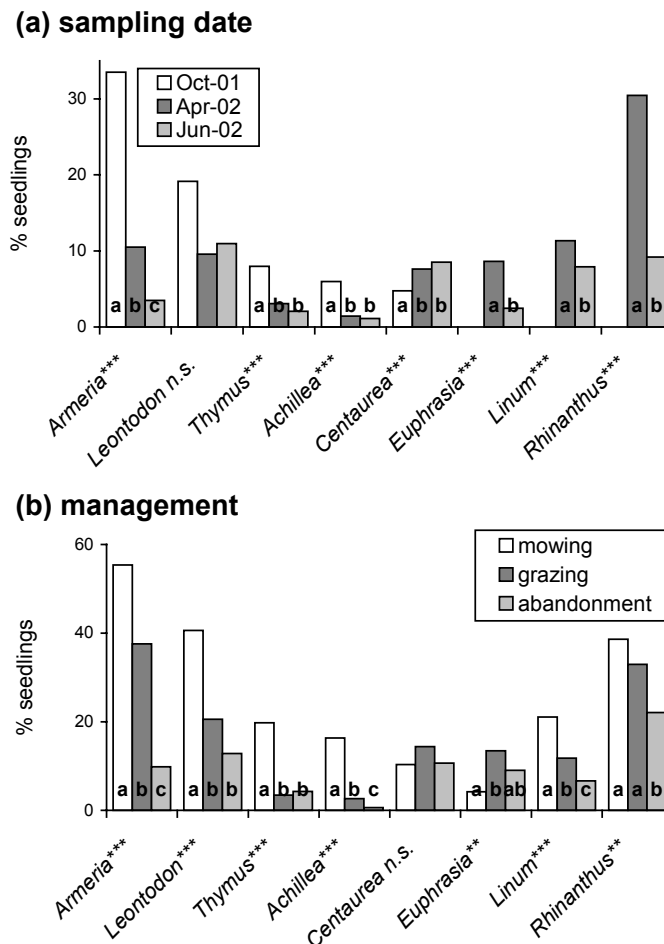 (a) sampling date
Oct-01
Apr-02
Jun-02
% seedlings
30
20
10
0
a b c a b b a b b a b b a b a b a b
Armeria***
Leontodon n.s.
Thymus***
Achillea***
Centaurea***
Euphrasia***
Linum***
Rhinanthus***
(b) management
mowing
grazing
abandonment
% seedlings
60
40
20
0
a b c a b b a b b a b c a b ab a b c a a b
Armeria***
Leontodon***
Thymus***
Achillea***
Centaurea n.s.
Euphrasia**
Linum***
Rhinanthus**